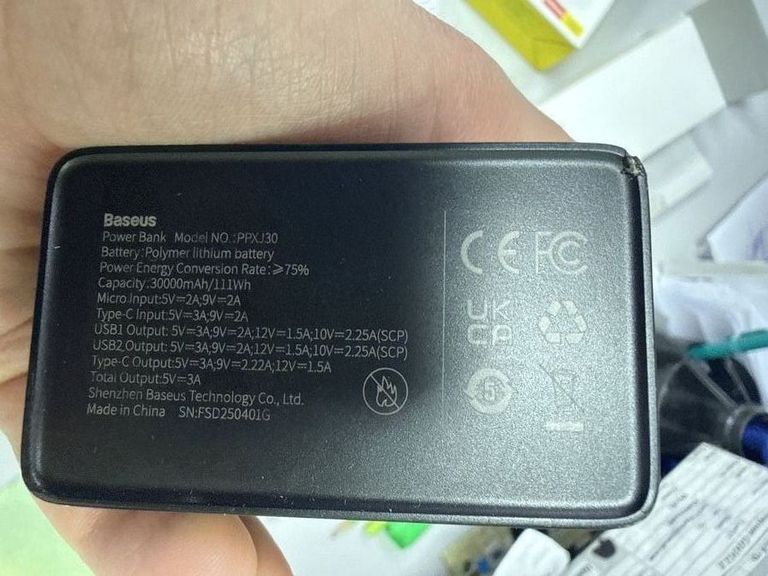 Baseus
Power Bank Model NO.:PPXJ30
Battery:Polymer lithium battery
Power Energy Conversion Rate:⩾75%
Capacity:30000mAh/111Wh
Micro Input:5V⎓2A;9V⎓2A
Type-C Input:5V⎓3A;9V⎓2A
USB1 Output: 5V⎓3A;9V⎓2A;12V⎓1.5A;10V⎓2.25A(SCP)
USB2 Output: 5V⎓3A;9V⎓2A;12V⎓1.5A;10V⎓2.25A(SCP)
Type-C Output:5V⎓3A;9V⎓2.22A;12V⎓1.5A
Total Output:5V⎓3A
Shenzhen Baseus Technology Co., Ltd.
Made in China SN:FSD250401G
CE FC
UK
CA
5